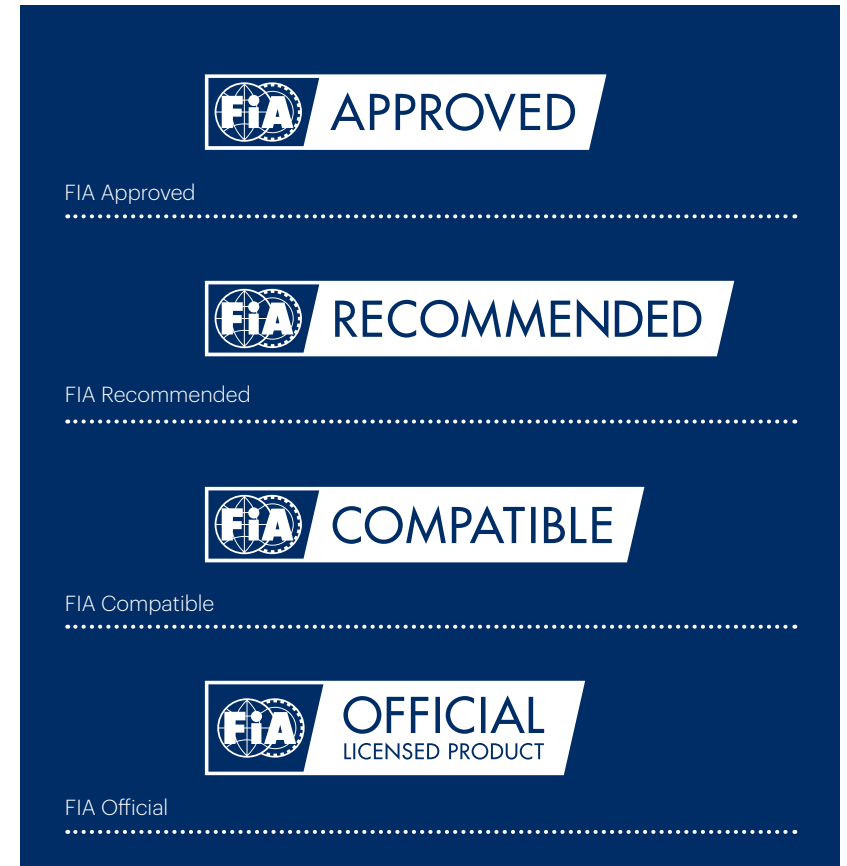 FiA APPROVED
FIA Approved
FiA RECOMMENDED
FIA Recommended
FiA COMPATIBLE
FIA Compatible
FiA OFFICIAL
LICENSED PRODUCT
FIA Official